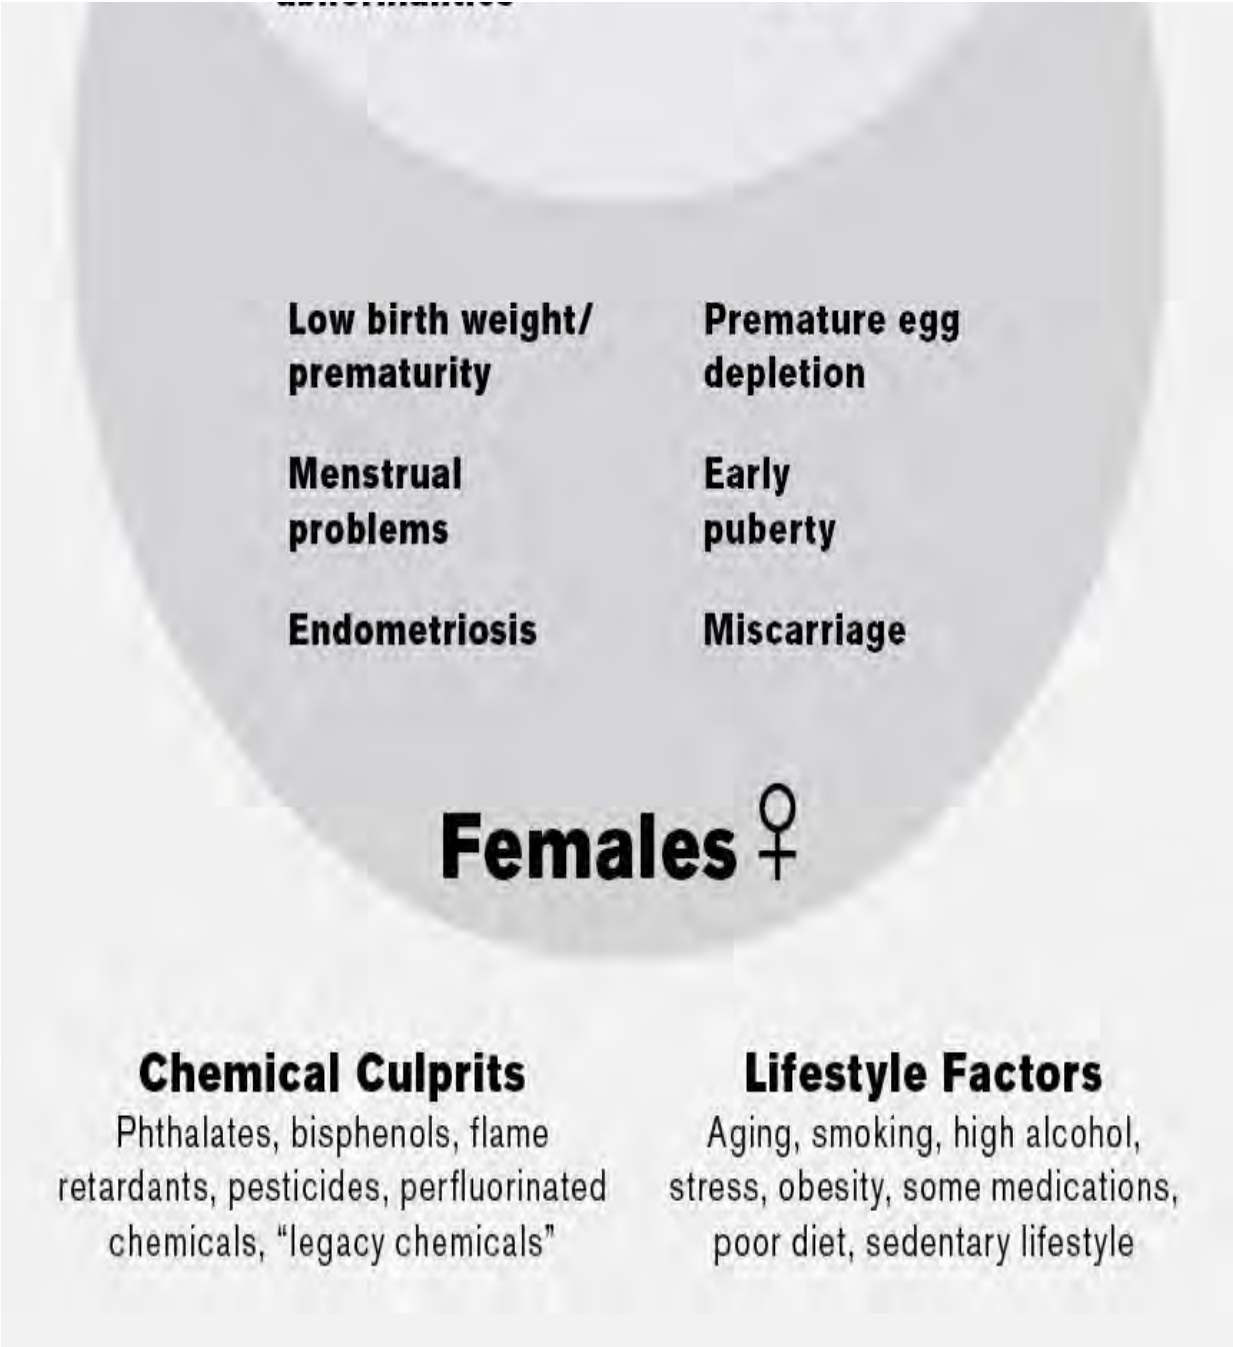 Low birth weight/
prematurity
Premature egg
depletion
Menstrual
problems
Early
puberty
Endometriosis
Miscarriage
Females ♀
Chemical Culprits
Phthalates, bisphenols, flame
retardants, pesticides, perfluorinated
chemicals, “legacy chemicals”
Lifestyle Factors
Aging, smoking, high alcohol,
stress, obesity, some medications,
poor diet, sedentary lifestyle